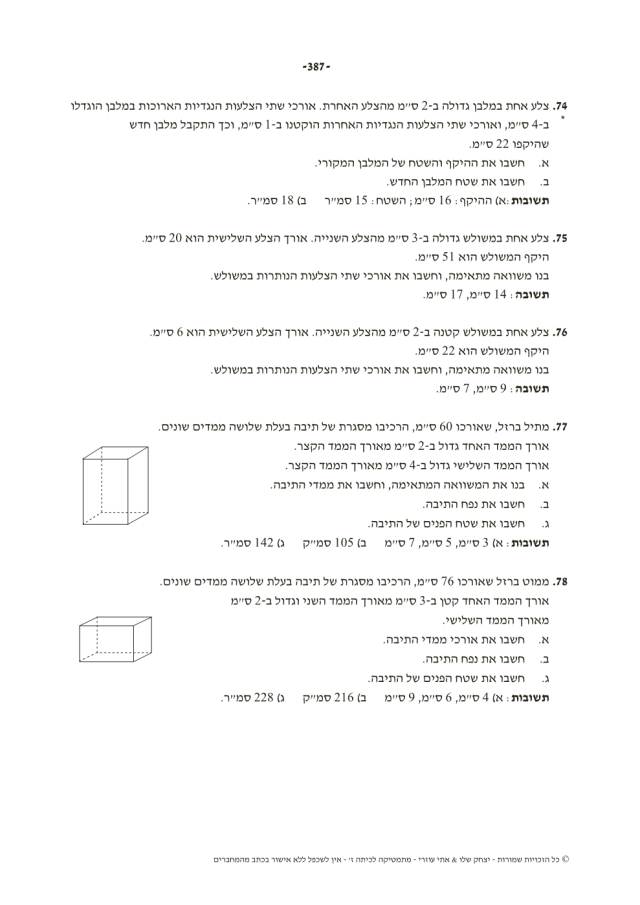 -387-
74. צלע אחת במלבן גדולה ב-2 ס״מ מהצלע האחרת. אורכי שתי הצלעות הנגדיות הארוכות במלבן הוגדלו
* ב-4 ס״מ, ואורכי שתי הצלעות הנגדיות האחרות הוקטנו ב-1 ס״מ, וכך התקבל מלבן חדש
שהיקפו 22 ס״מ.
א. חשבו את ההיקף והשטח של המלבן המקורי.
ב. חשבו את שטח המלבן החדש.
תשובות: א) ההיקף: 16 ס״מ; השטח: 15 סמ״ר ב) 18 סמ״ר.
75. צלע אחת במשולש גדולה ב-3 ס״מ מהצלע השנייה. אורך הצלע השלישית הוא 20 ס״מ.
היקף המשולש הוא 51 ס״מ.
בנו משוואה מתאימה, וחשבו את אורכי שתי הצלעות הנותרות במשולש.
תשובה: 14 ס״מ, 17 ס״מ.
76. צלע אחת במשולש קטנה ב-2 ס״מ מהצלע השנייה. אורך הצלע השלישית הוא 6 ס״מ.
היקף המשולש הוא 22 ס״מ.
בנו משוואה מתאימה, וחשבו את אורכי שתי הצלעות הנותרות במשולש.
תשובה: 9 ס״מ, 7 ס״מ.
77. מתיל ברזל, שאורכו 60 ס״מ, הרכיבו מסגרת של תיבה בעלת שלושה ממדים שונים.
אורך הממד האחד גדול ב-2 ס״מ מאורך הממד הקצר.
אורך הממד השלישי גדול ב-4 ס״מ מאורך הממד הקצר.
א. בנו את המשוואה המתאימה, וחשבו את ממדי התיבה.
ב. חשבו את נפח התיבה.
ג. חשבו את שטח הפנים של התיבה.
תשובות: א) 3 ס״מ, 5 ס״מ, 7 ס״מ ב) 105 סמ״ק ג) 142 סמ״ר.
78. ממוט ברזל שאורכו 76 ס״מ, הרכיבו מסגרת של תיבה בעלת שלושה ממדים שונים.
אורך הממד האחד קטן ב-3 ס״מ מאורך הממד השני וגדול ב-2 ס״מ
מאורך הממד השלישי.
א. חשבו את אורכי ממדי התיבה.
ב. חשבו את נפח התיבה.
ג. חשבו את שטח הפנים של התיבה.
תשובות: א) 4 ס״מ, 6 ס״מ, 9 ס״מ ב) 216 סמ״ק ג) 228 סמ״ר.
© כל הזכויות שמורות - יצחק שלו & אתי עוזרי - מתמטיקה לכיתה ז׳ - אין לשכפל ללא אישור בכתב מהמחברים